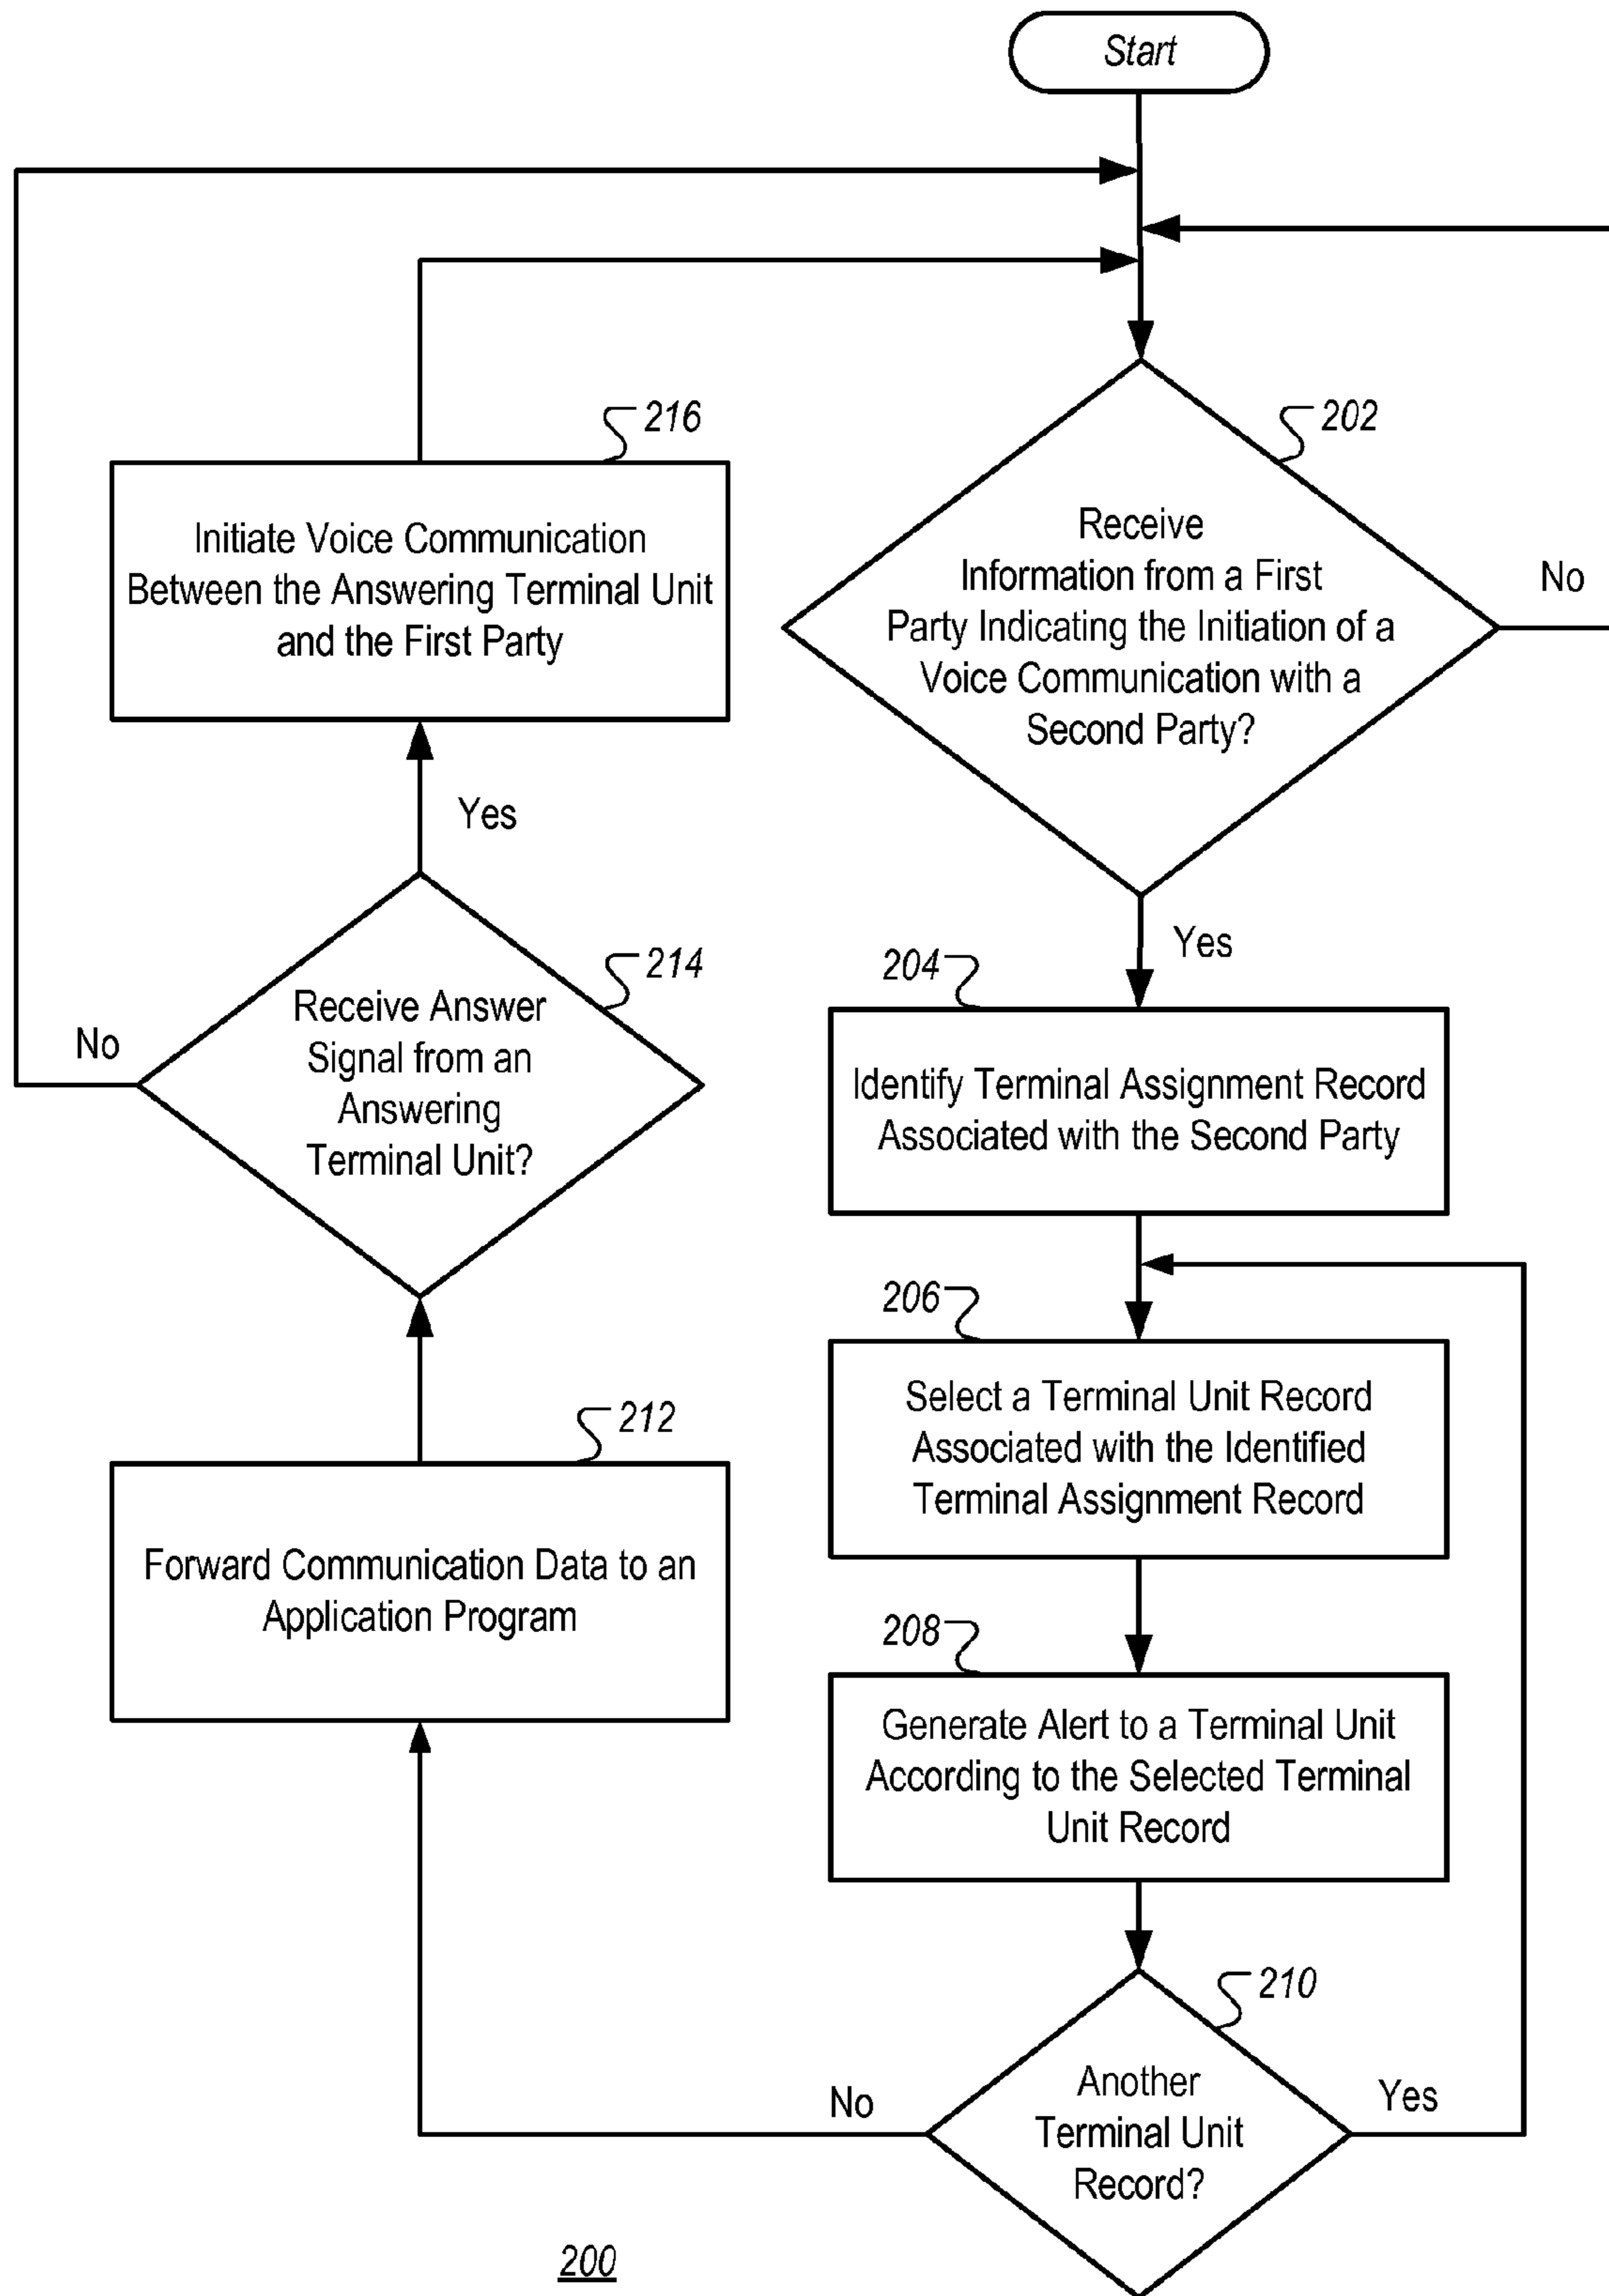 Start
202
Receive
Information from a First
Party Indicating the Initiation of a
Voice Communication with a
Second Party?
No
Yes
204
Identify Terminal Assignment Record
Associated with the Second Party
206
Select a Terminal Unit Record
Associated with the Identified
Terminal Assignment Record
208
Generate Alert to a Terminal Unit
According to the Selected Terminal
Unit Record
210
Another
Terminal Unit
Record?
Yes
No
212
Forward Communication Data to an
Application Program
214
Receive Answer
Signal from an
Answering
Terminal Unit?
No
Yes
216
Initiate Voice Communication
Between the Answering Terminal Unit
and the First Party
200